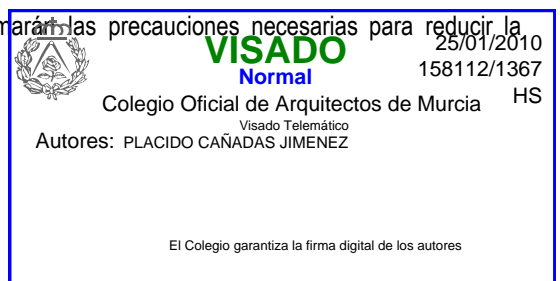 las precauciones necesarias para reducir la
VISADO
25/01/2010
Normal
158112/1367
HS
Colegio Oficial de Arquitectos de Murcia
Visado Telemático
Autores: PLACIDO CAÑADAS JIMENEZ
El Colegio garantiza la firma digital de los autores